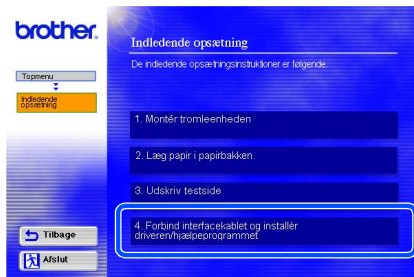 brother.
Topmenu
Indledende
opsætning
Tilbage
Afslut
Indledende opsætning
De indledende opsætningsinstruktioner er følgende.
1. Montér tromleenheden
2. Læg papir i papirbakken.
3. Udskriv testside
4. Forbind interfacekablet og installér
driveren/hjælpeprogrammet